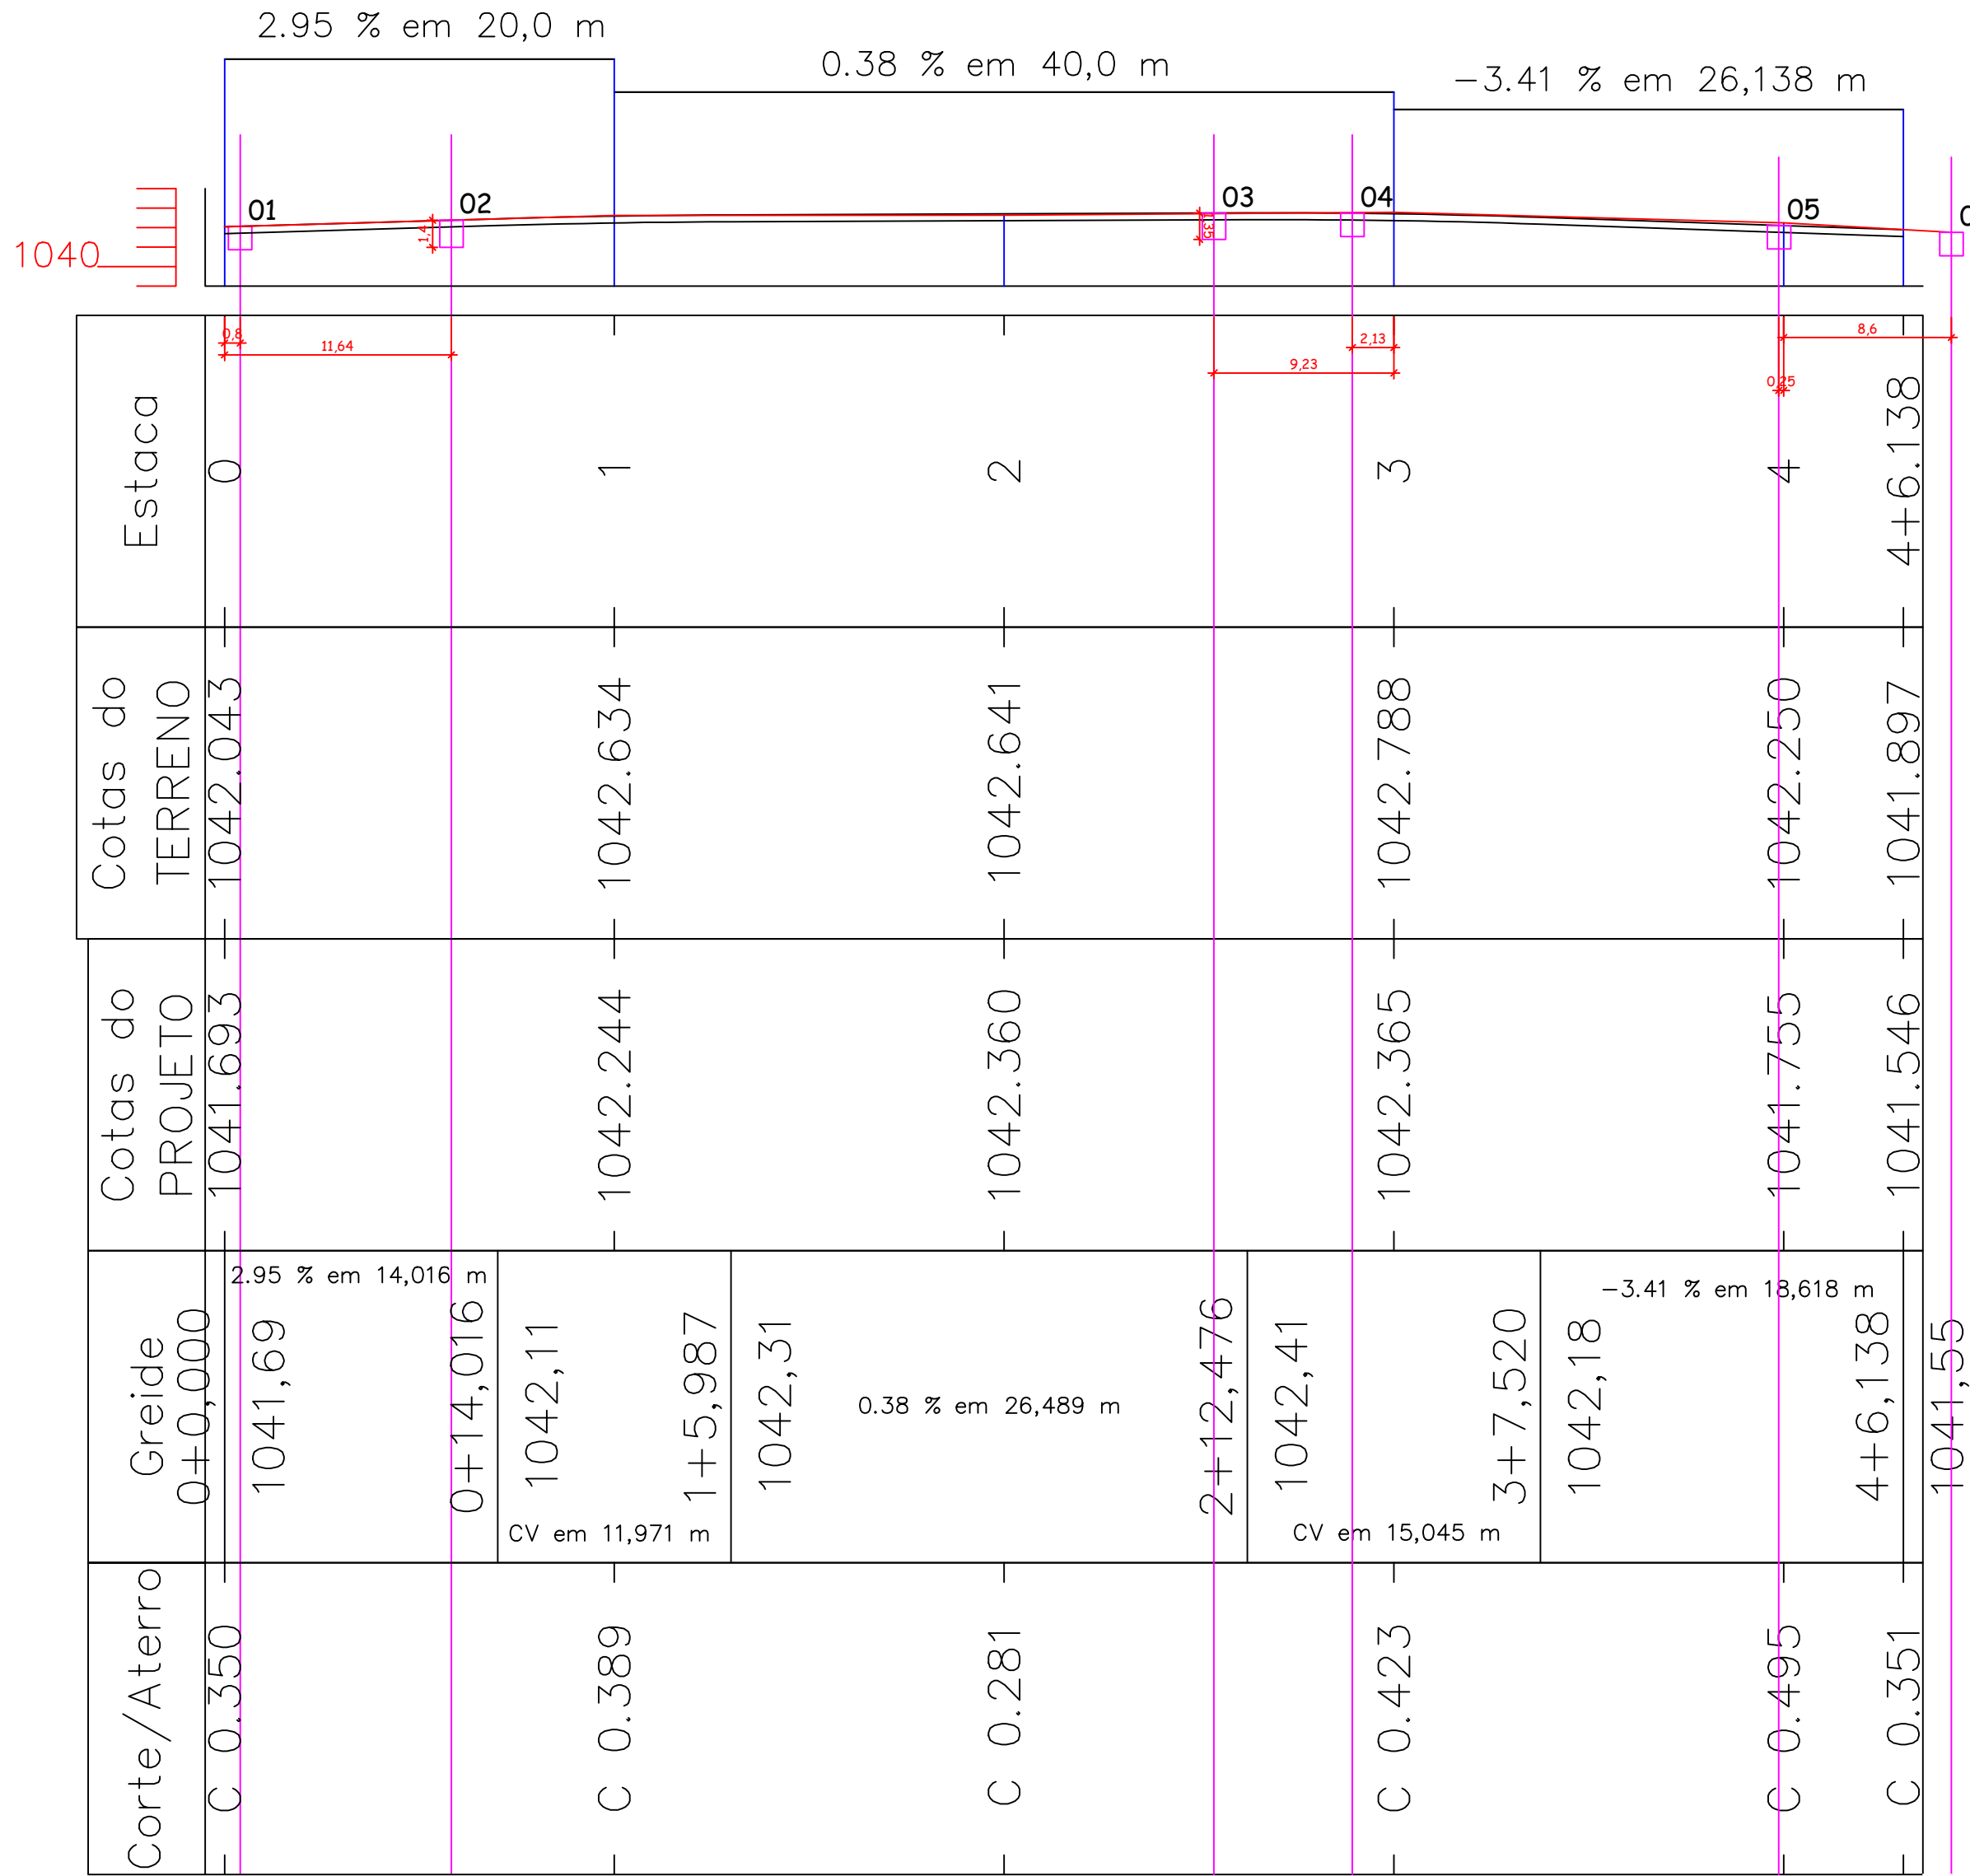 2.95 % em 20,0 m
0.38 % em 40,0 m
-3.41 % em 26,138 m
01
02
03
04
05
0
1040
1,4
1,35
0,8
11,64
2,13
9,23
0,25
8,6
Estaca
0
1
2
3
4
4+6.138
Cotas do
TERRENO
1042.043
1042.634
1042.641
1042.788
1042.250
1041.897
Cotas do
PROJETO
1041.693
1042.244
1042.360
1042.365
1041.755
1041.546
Greide
0+0,000
2.95 % em 14,016 m
1041,69
0+14,016
1042,11
CV em 11,971 m
1+5,987
1042,31
0.38 % em 26,489 m
2+12,476
1042,41
CV em 15,045 m
3+7,520
1042,18
-3.41 % em 18,618 m
4+6,138
1041,55
Corte/Aterro
C 0.350
C 0.389
C 0.281
C 0.423
C 0.495
C 0.351